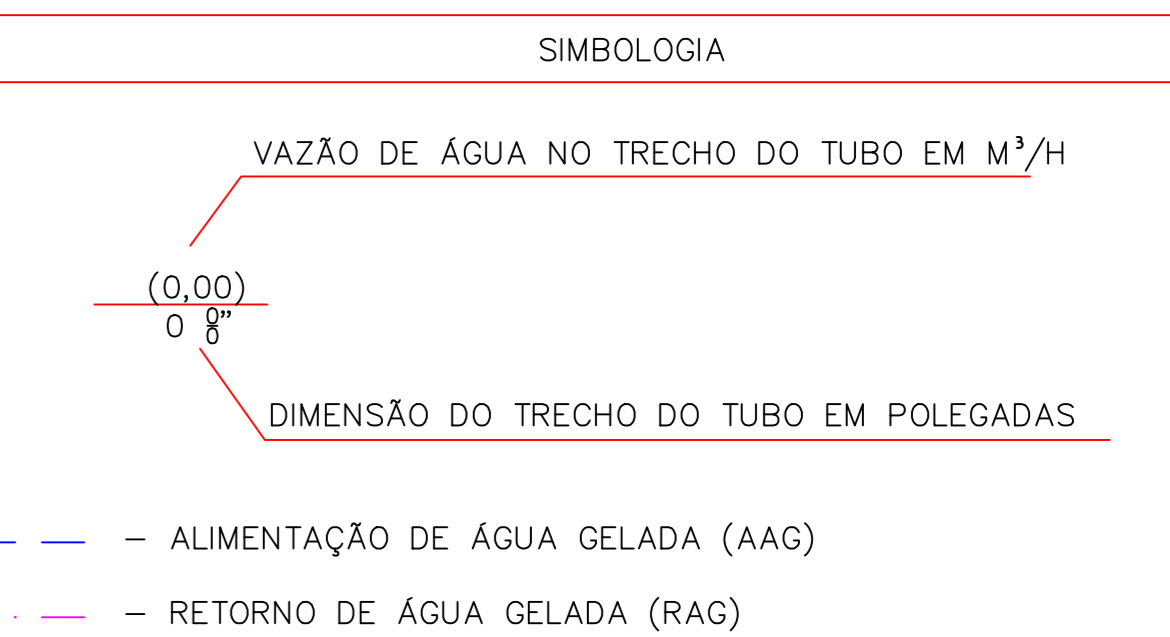 SIMBOLOGIA
VAZÃO DE ÁGUA NO TRECHO DO TUBO EM M³/H
(0,00)
0 0/0"
DIMENSÃO DO TRECHO DO TUBO EM POLEGADAS
– ALIMENTAÇÃO DE ÁGUA GELADA (AAG)
– RETORNO DE ÁGUA GELADA (RAG)